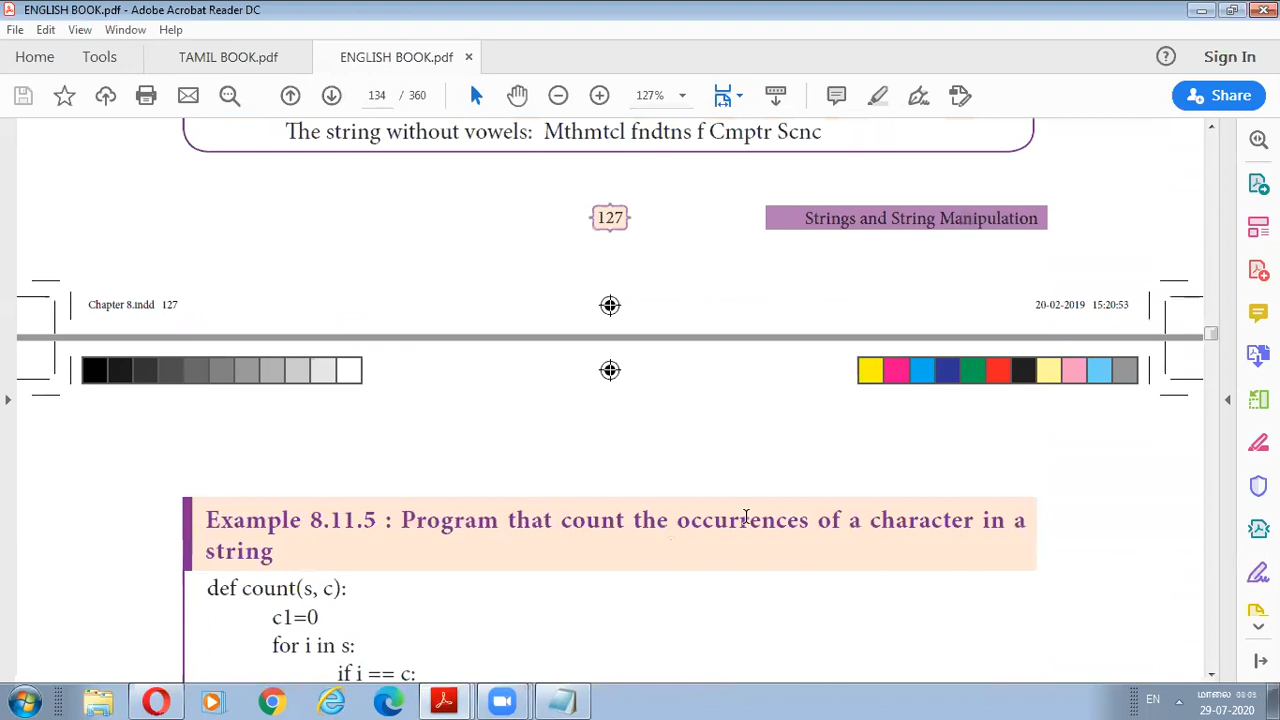 ENGLISH BOOK.pdf - Adobe Acrobat Reader DC
File Edit View Window Help
Home Tools TAMIL BOOK.pdf ENGLISH BOOK.pdf × ? Sign In
134 / 360 127% Share
The string without vowels: Mthmtcl fndtns f Cmptr Scnc
127 Strings and String Manipulation
Chapter 8.indd 127 20-02-2019 15:20:53
Example 8.11.5 : Program that count the occurrences of a character in a
string
def count(s, c):
c1=0
for i in s:
if i == c:
EN மாலை 08:05
29-07-2020